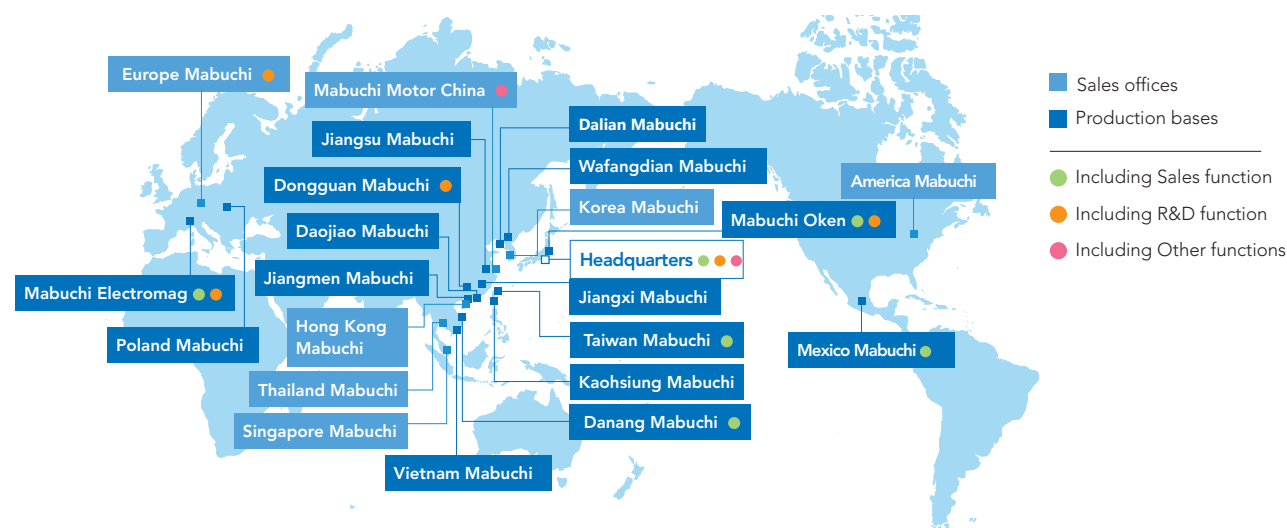 Europe Mabuchi
Mabuchi Motor China
Jiangsu Mabuchi
Dongguan Mabuchi
Daojiao Mabuchi
Jiangmen Mabuchi
Mabuchi Electromag
Poland Mabuchi
Hong Kong
Mabuchi
Thailand Mabuchi
Singapore Mabuchi
Vietnam Mabuchi
Dalian Mabuchi
Wafangdian Mabuchi
Korea Mabuchi
Mabuchi Oken
Headquarters
Jiangxi Mabuchi
Taiwan Mabuchi
Kaohsiung Mabuchi
Danang Mabuchi
America Mabuchi
Mexico Mabuchi
Sales offices
Production bases
Including Sales function
Including R&D function
Including Other functions